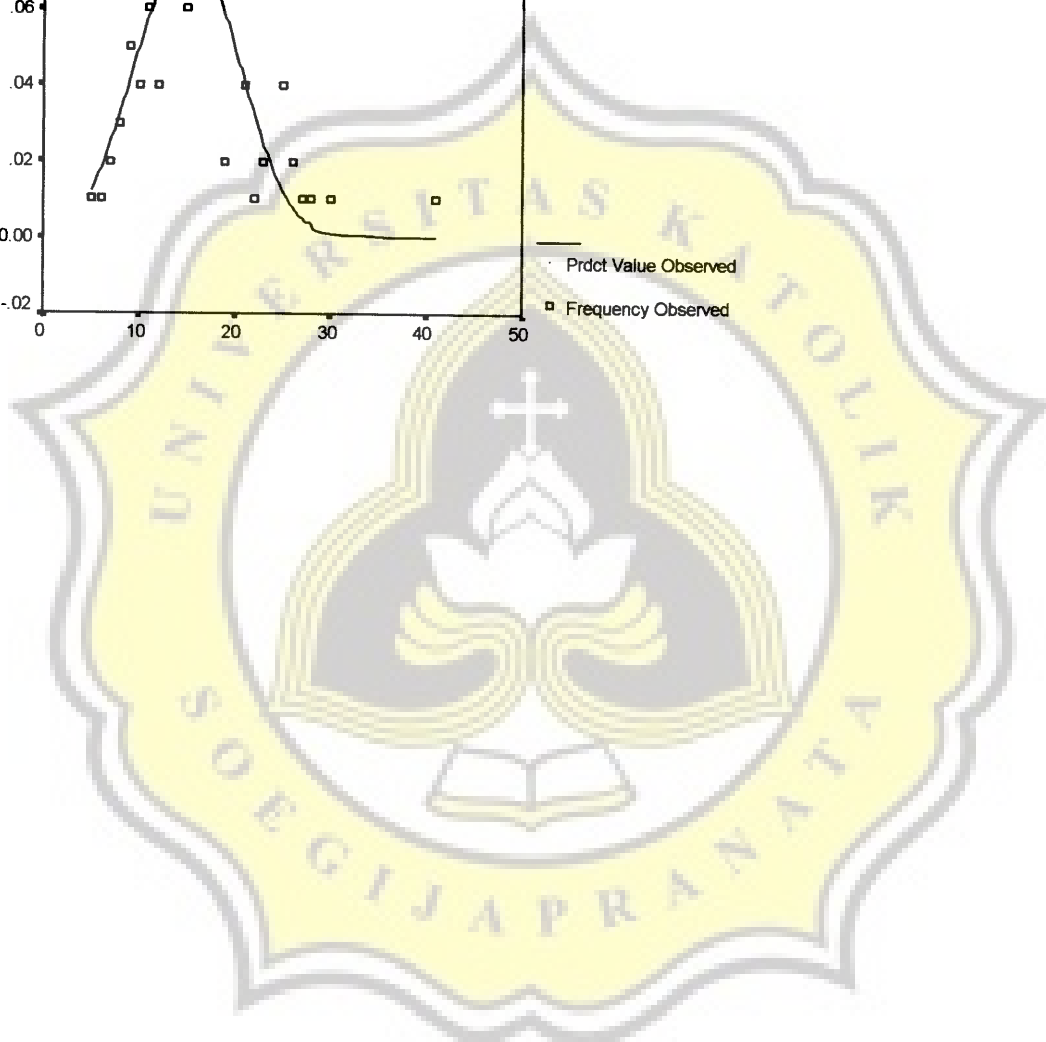 .06
.04
.02
0.00
-.02
0 10 20 30 40 50
Prdct Value Observed
Frequency Observed
UNIVERSITAS KATOLIK
SOEGIJAPRANATA